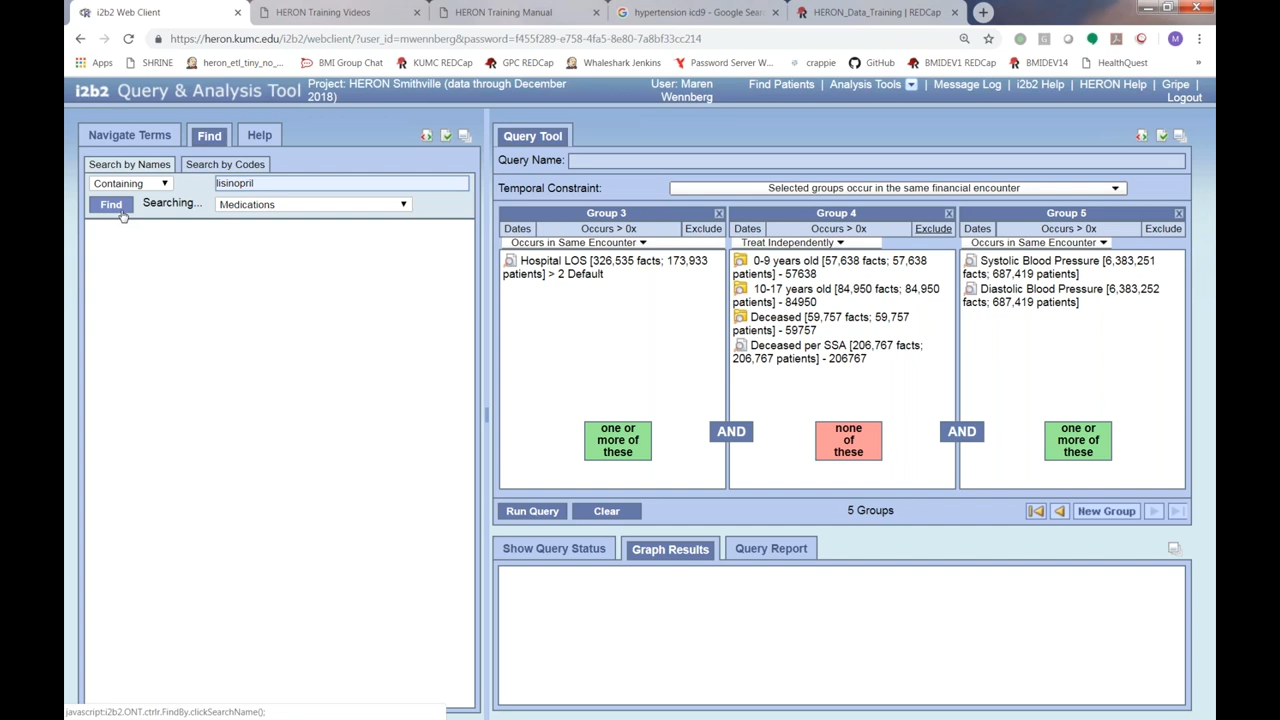 i2b2 Web Client
HERON Training Videos
HERON Training Manual
hypertension icd9 - Google Sear
HERON_Data_Training | REDCap
https://heron.kumc.edu/i2b2/webclient/?user_id=mwennberg&password=f455f289-e758-4fa5-8e80-7a8bf33cc214
Apps
SHRINE
heron_etl_tiny_no_...
BMI Group Chat
KUMC REDCap
GPC REDCap
Whaleshark Jenkins
Password Server W...
crappie
GitHub
BMIDEV1 REDCap
BMIDEV14
HealthQuest
»
i2b2 Query & Analysis Tool
Project: HERON Smithville (data through December
2018)
User: Maren
Wennberg
Find Patients | Analysis Tools | Message Log | i2b2 Help | HERON Help | Gripe |
Logout
Navigate Terms
Find
Help
Search by Names
Search by Codes
Containing
lisinopril
Find
Searching...
Medications
Query Tool
Query Name:
Temporal Constraint:
Selected groups occur in the same financial encounter
Group 3
Dates
Occurs > 0x
Exclude
Occurs in Same Encounter
Hospital LOS [326,535 facts; 173,933
patients] > 2 Default
one or
more of
these
AND
Group 4
Dates
Occurs > 0x
Exclude
Treat Independently
0-9 years old [57,638 facts; 57,638
patients] - 57638
10-17 years old [84,950 facts; 84,950
patients] - 84950
Deceased [59,757 facts; 59,757
patients] - 59757
Deceased per SSA [206,767 facts;
206,767 patients] - 206767
none
of
these
AND
Group 5
Dates
Occurs > 0x
Exclude
Occurs in Same Encounter
Systolic Blood Pressure [6,383,251
facts; 687,419 patients]
Diastolic Blood Pressure [6,383,252
facts; 687,419 patients]
one or
more of
these
Run Query
Clear
5 Groups
New Group
Show Query Status
Graph Results
Query Report
javascript:i2b2.ONT.ctrlr.FindBy.clickSearchName();